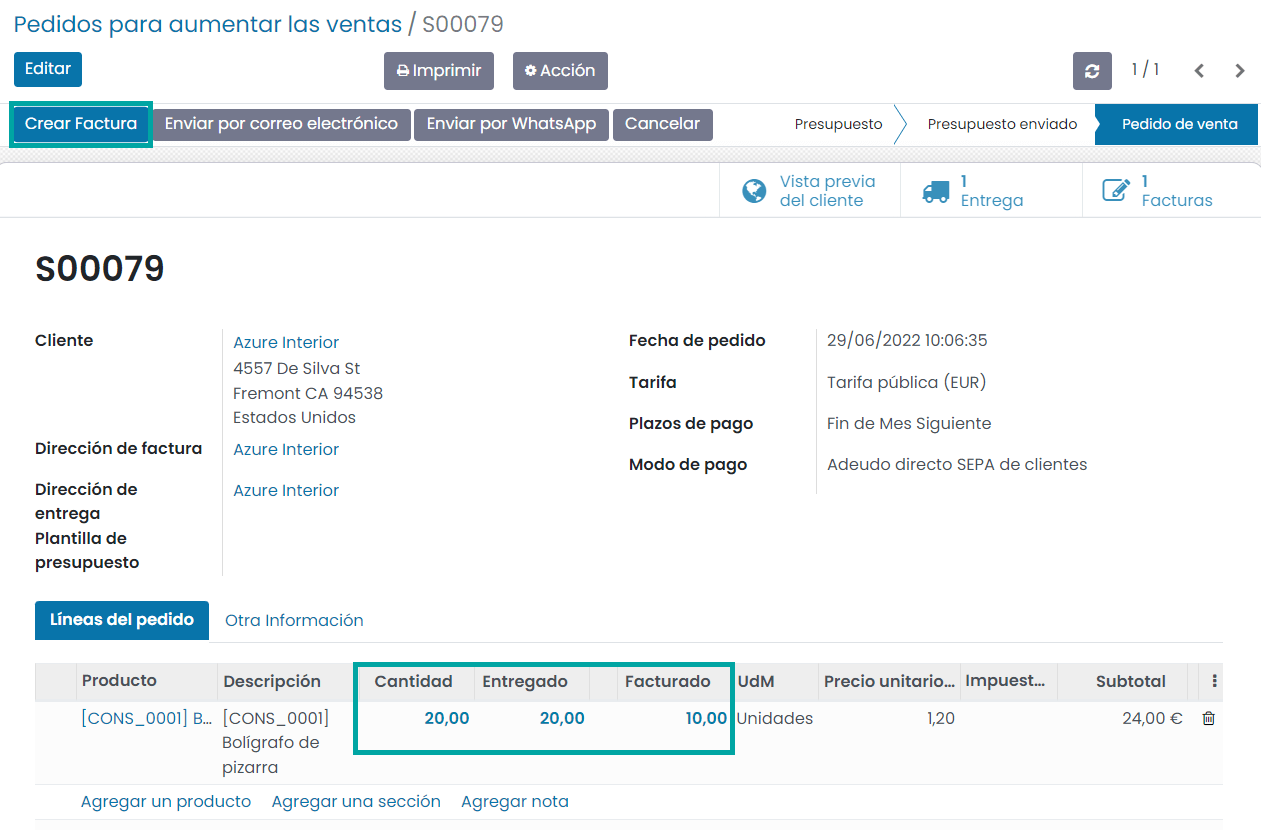 Pedidos para aumentar las ventas / S00079
Editar
Imprimir
Acción
1 / 1
Crear Factura
Enviar por correo electrónico
Enviar por WhatsApp
Cancelar
Presupuesto
Presupuesto enviado
Pedido de venta
Vista previa
del cliente
1
Entrega
1
Facturas
S00079
Cliente
Azure Interior
4557 De Silva St
Fremont CA 94538
Estados Unidos
Dirección de factura
Azure Interior
Dirección de
entrega
Azure Interior
Plantilla de
presupuesto
Fecha de pedido
29/06/2022 10:06:35
Tarifa
Tarifa pública (EUR)
Plazos de pago
Fin de Mes Siguiente
Modo de pago
Adeudo directo SEPA de clientes
Líneas del pedido
Otra Información
Producto Descripción Cantidad Entregado Facturado UdM Precio unitario... Impuest... Subtotal
[CONS_0001] B... [CONS_0001] 20,00 20,00 10,00 Unidades 1,20 24,00 €
Bolígrafo de
pizarra
Agregar un producto Agregar una sección Agregar nota